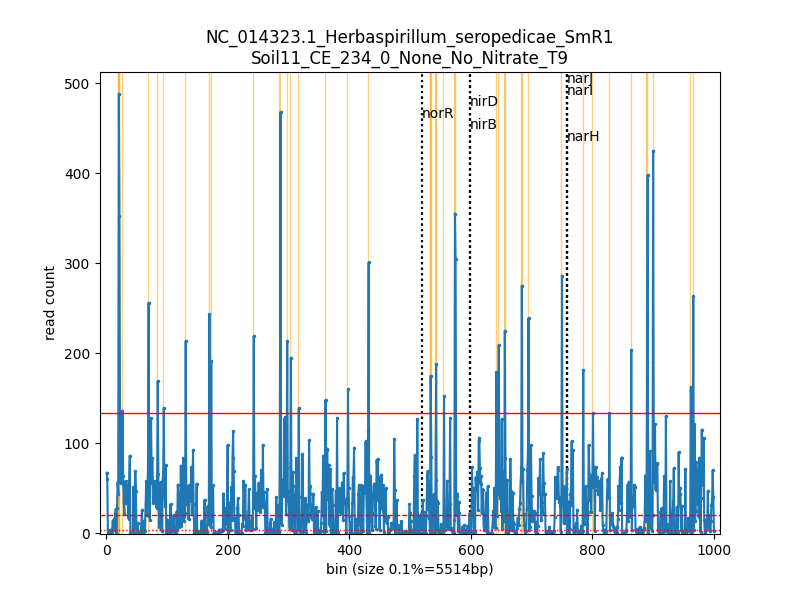 NC_014323.1_Herbaspirillum_seropedicae_SmR1
Soil11_CE_234_0_None_No_Nitrate_T9
500
400
300
200
100
0
read count
norR
nirD
nirB
narJ
narI
narH
0 200 400 600 800 1000
bin (size 0.1%=5514bp)